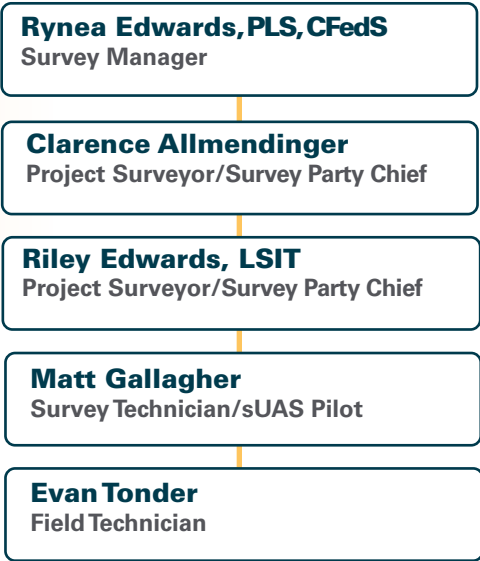 Rynea Edwards, PLS, CFedS
Survey Manager
Clarence Allmendinger
Project Surveyor/Survey Party Chief
Riley Edwards, LSIT
Project Surveyor/Survey Party Chief
Matt Gallagher
Survey Technician/sUAS Pilot
Evan Tonder
Field Technician